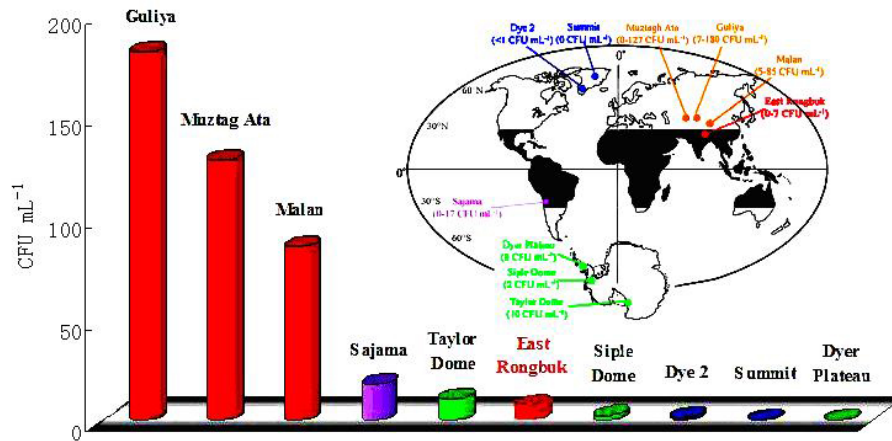 200
150
100
50
0
CFU mL⁻¹
Guliya
Muztag Ata
Malan
Sajama
Taylor
Dome
East
Rongbuk
Siple
Dome
Dye 2
Summit
Dyer
Plateau
Dye 2
(<1 CFU mL⁻¹)
Summit
(0 CFU mL⁻¹)
Muztagh Ata
(0-127 CFU mL⁻¹)
Guliya
(7-180 CFU mL⁻¹)
Malan
(5-85 CFU mL⁻¹)
East Rongbuk
(0-7 CFU mL⁻¹)
0°
60°N
30°N
0°
30°S
60°S
Sajama
(0-17 CFU mL⁻¹)
Dyer Plateau
(0 CFU mL⁻¹)
Siple Dome
(2 CFU mL⁻¹)
Taylor Dome
(10 CFU mL⁻¹)